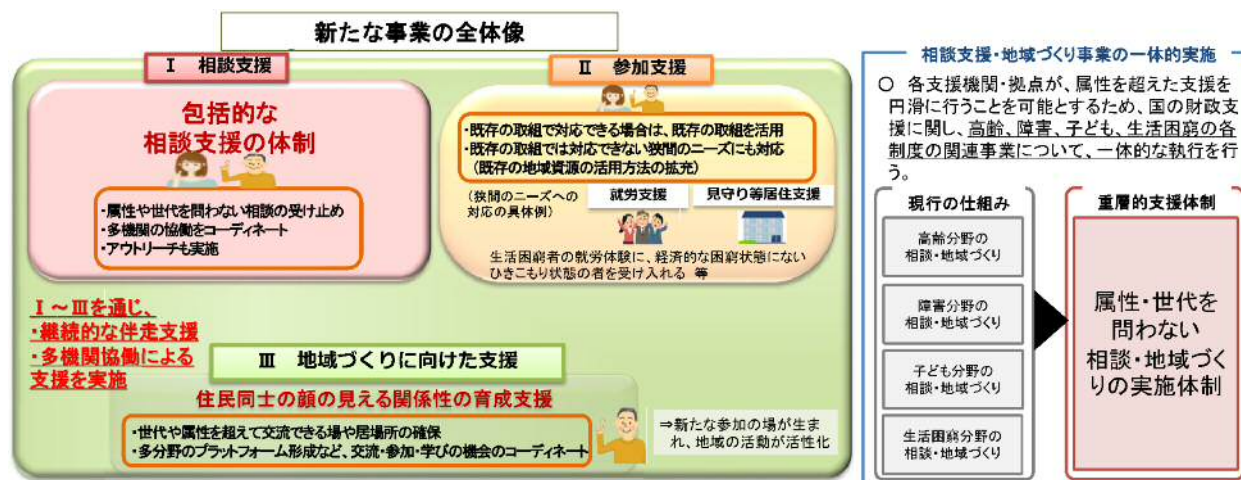 新たな事業の全体像
Ⅰ 相談支援
包括的な
相談支援の体制
・属性や世代を問わない相談の受け止め
・多機関の協働をコーディネート
・アウトリーチも実施
Ⅱ 参加支援
・既存の取組で対応できる場合は、既存の取組を活用
・既存の取組では対応できない狭間のニーズにも対応
（既存の地域資源の活用方法の拡充）
（狭間のニーズへの
対応の具体例）
就労支援
見守り等居住支援
生活困窮者の就労体験に、経済的な困窮状態にない
ひきこもり状態の者を受け入れる 等
Ⅰ～Ⅲを通じ、
・継続的な伴走支援
・多機関協働による
支援を実施
Ⅲ 地域づくりに向けた支援
住民同士の顔の見える関係性の育成支援
・世代や属性を超えて交流できる場や居場所の確保
・多分野のプラットフォーム形成など、交流・参加・学びの機会のコーディネート
⇒新たな参加の場が生ま
れ、地域の活動が活性化
相談支援・地域づくり事業の一体的実施
○ 各支援機関・拠点が、属性を超えた支援を
円滑に行うことを可能とするため、国の財政支
援に関し、高齢、障害、子ども、生活困窮の各
制度の関連事業について、一体的な執行を行
う。
現行の仕組み
高齢分野の
相談・地域づくり
障害分野の
相談・地域づくり
子ども分野の
相談・地域づくり
生活困窮分野の
相談・地域づくり
重層的支援体制
属性・世代を
問わない
相談・地域づく
りの実施体制